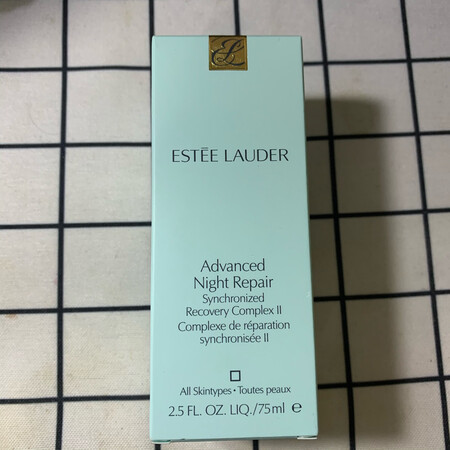 ESTĒE LAUDER
Advanced
Night Repair
Synchronized
Recovery Complex II
Complexe de réparation
synchronisée II
All Skintypes • Toutes peaux
2.5 FL. OZ. LIQ./75ml ℮